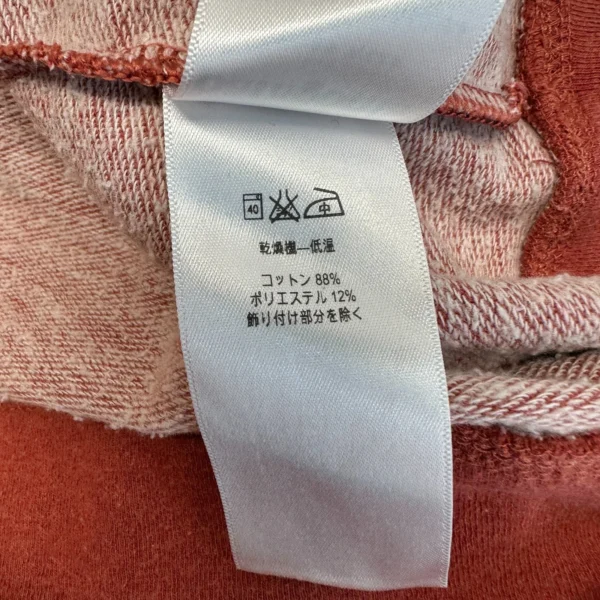 40 中
乾燥機—低温
コットン 88%
ポリエステル 12%
飾り付け部分を除く